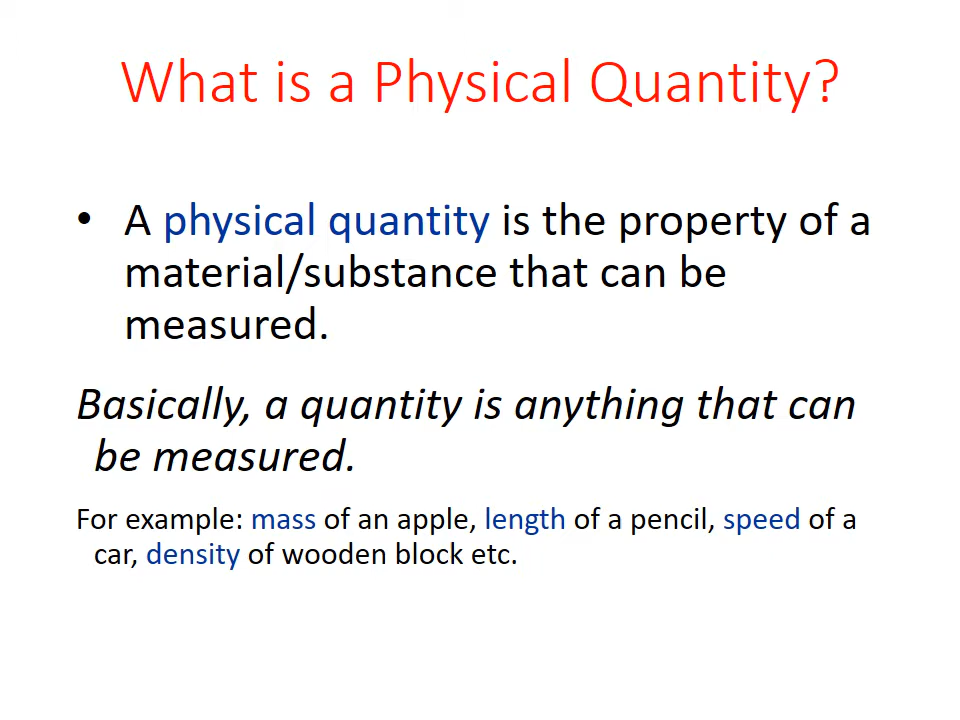 What is a Physical Quantity?
• A physical quantity is the property of a
material/substance that can be
measured.
Basically, a quantity is anything that can
be measured.
For example: mass of an apple, length of a pencil, speed of a
car, density of wooden block etc.